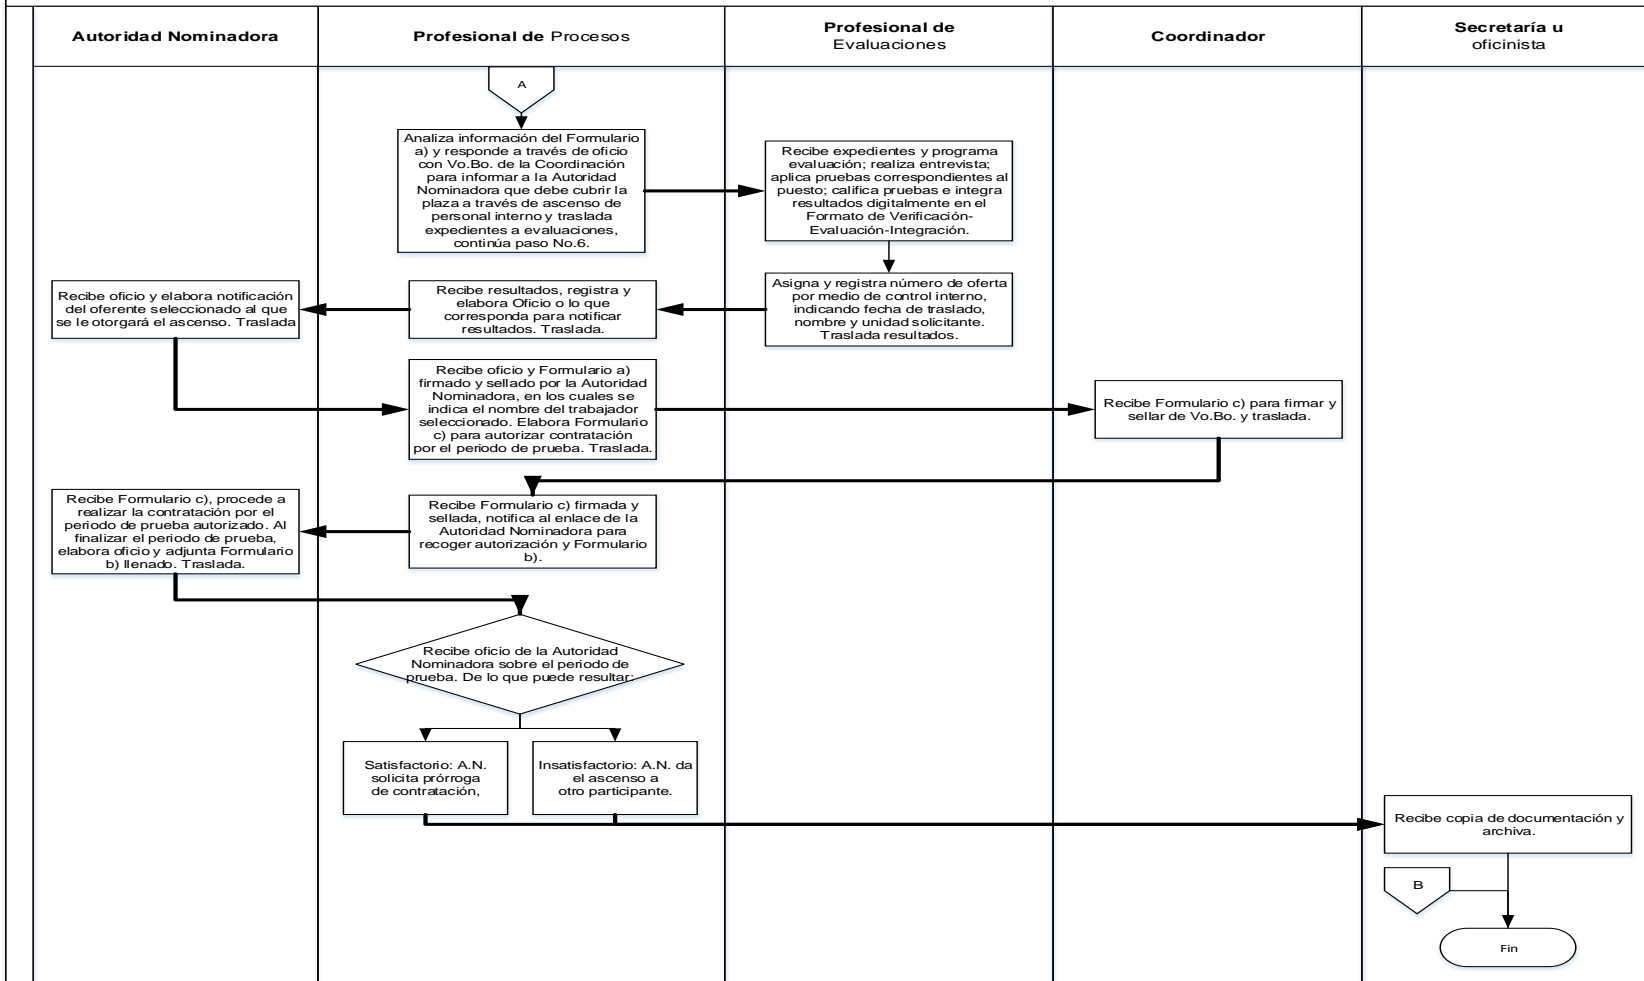 Autoridad Nominadora
Profesional de Procesos
Profesional de
Evaluaciones
Coordinador
Secretaría u
oficinista
A
Analiza información del Formulario
a) y responde a través de oficio
con Vo.Bo. de la Coordinación
para informar a la Autoridad
Nominadora que debe cubrir la
plaza a través de ascenso de
personal interno y traslada
expedientes a evaluaciones,
continúa paso No.6.
Recibe expedientes y programa
evaluación; realiza entrevista;
aplica pruebas correspondientes al
puesto; califica pruebas e integra
resultados digitalmente en el
Formato de Verificación-
Evaluación-Integración.
Asigna y registra número de oferta
por medio de control interno,
indicando fecha de traslado,
nombre y unidad solicitante.
Traslada resultados.
Recibe resultados, registra y
elabora Oficio o lo que
corresponda para notificar
resultados. Traslada.
Recibe oficio y elabora notificación
del oferente seleccionado al que
se le otorgará el ascenso. Traslada
Recibe oficio y Formulario a)
firmado y sellado por la Autoridad
Nominadora, en los cuales se
indica el nombre del trabajador
seleccionado. Elabora Formulario
c) para autorizar contratación
por el periodo de prueba. Traslada.
Recibe Formulario c) para firmar y
sellar de Vo.Bo. y traslada.
Recibe Formulario c) firmada y
sellada, notifica al enlace de la
Autoridad Nominadora para
recoger autorización y Formulario
b).
Recibe Formulario c), procede a
realizar la contratación por el
periodo de prueba autorizado. Al
finalizar el periodo de prueba,
elabora oficio y adjunta Formulario
b) llenado. Traslada.
Recibe oficio de la Autoridad
Nominadora sobre el periodo de
prueba. De lo que puede resultar:
Satisfactorio: A.N.
solicita prórroga
de contratación,
Insatisfactorio: A.N. da
el ascenso a
otro participante.
Recibe copia de documentación y
archiva.
B
Fin